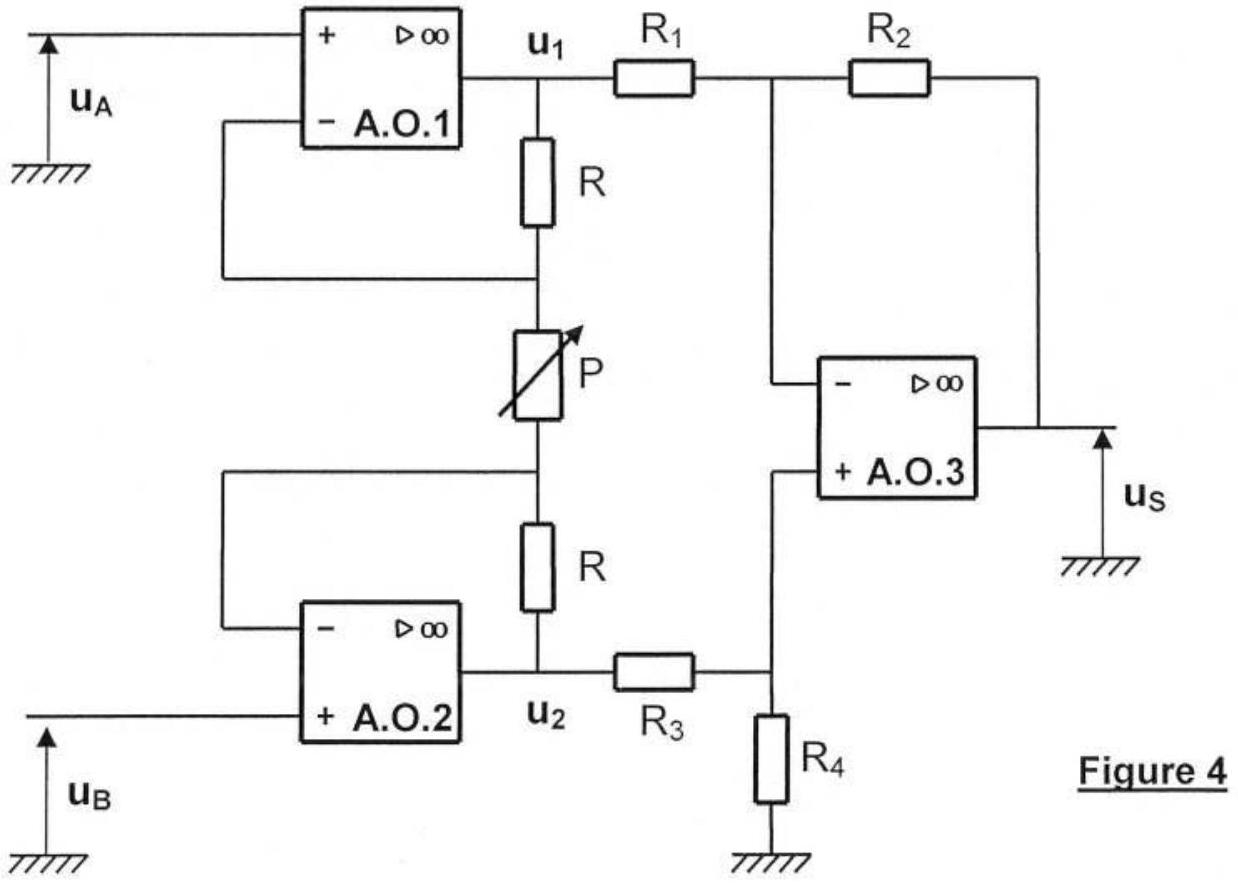 u1 R1 R2
+ ▷∞
uA
− A.O.1
R
P
− ▷∞
+ A.O.3
uS
R
− ▷∞
+ A.O.2
u2 R3
R4
uB
Figure 4